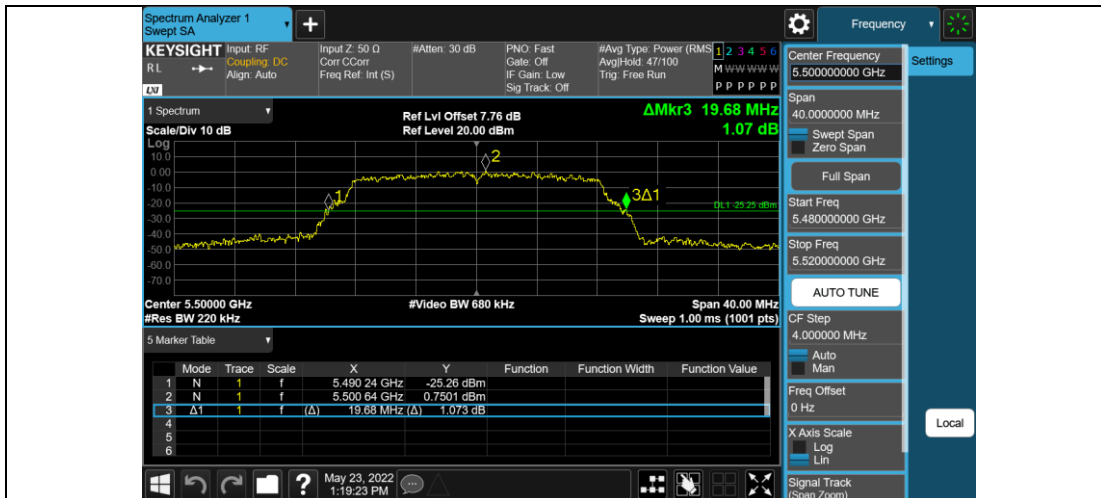 Spectrum Analyzer 1
Swept SA
Frequency
KEYSIGHT
RL
LXI
Input: RF
Coupling: DC
Align: Auto
Input Z: 50 Ω
Corr CCorr
Freq Ref: Int (S)
#Atten: 30 dB
PNO: Fast
Gate: Off
IF Gain: Low
Sig Track: Off
#Avg Type: Power (RMS
Avg|Hold: 47/100
Trig: Free Run
1 2 3 4 5 6
M W W W W W
P P P P P P
1 Spectrum
Scale/Div 10 dB
Ref Lvl Offset 7.76 dB
Ref Level 20.00 dBm
ΔMkr3 19.68 MHz
1.07 dB
Log
10.0
0.00
-10.0
-20.0
-30.0
-40.0
-50.0
-60.0
-70.0
1
2
3Δ1
DL1 -25.25 dBm
Center 5.50000 GHz
#Res BW 220 kHz
#Video BW 680 kHz
Span 40.00 MHz
Sweep 1.00 ms (1001 pts)
5 Marker Table
Mode Trace Scale X Y Function Function Width Function Value
1 N 1 f 5.490 24 GHz -25.26 dBm
2 N 1 f 5.500 64 GHz 0.7501 dBm
3 Δ1 1 f (Δ) 19.68 MHz (Δ) 1.073 dB
4
5
6
?
May 23, 2022
1:19:23 PM
Center Frequency
5.500000000 GHz
Span
40.0000000 MHz
Swept Span
Zero Span
Full Span
Start Freq
5.480000000 GHz
Stop Freq
5.520000000 GHz
AUTO TUNE
CF Step
4.000000 MHz
Auto
Man
Freq Offset
0 Hz
X Axis Scale
Log
Lin
Signal Track
(Span Zoom)
Settings
Local